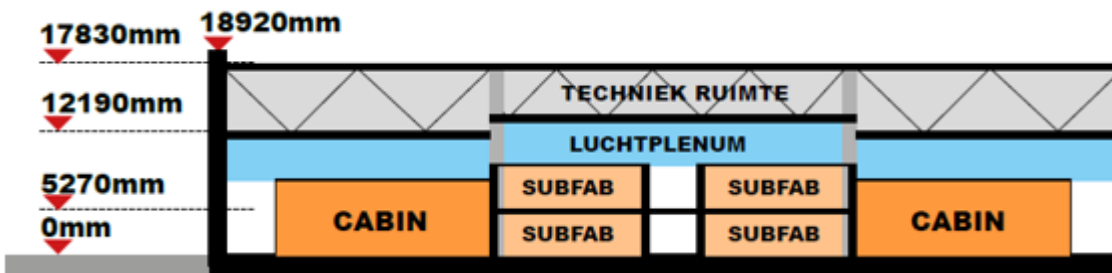 18920mm
17830mm
TECHNIEK RUIMTE
12190mm
LUCHTPLENUM
5270mm
SUBFAB SUBFAB
CABIN CABIN
0mm
SUBFAB SUBFAB